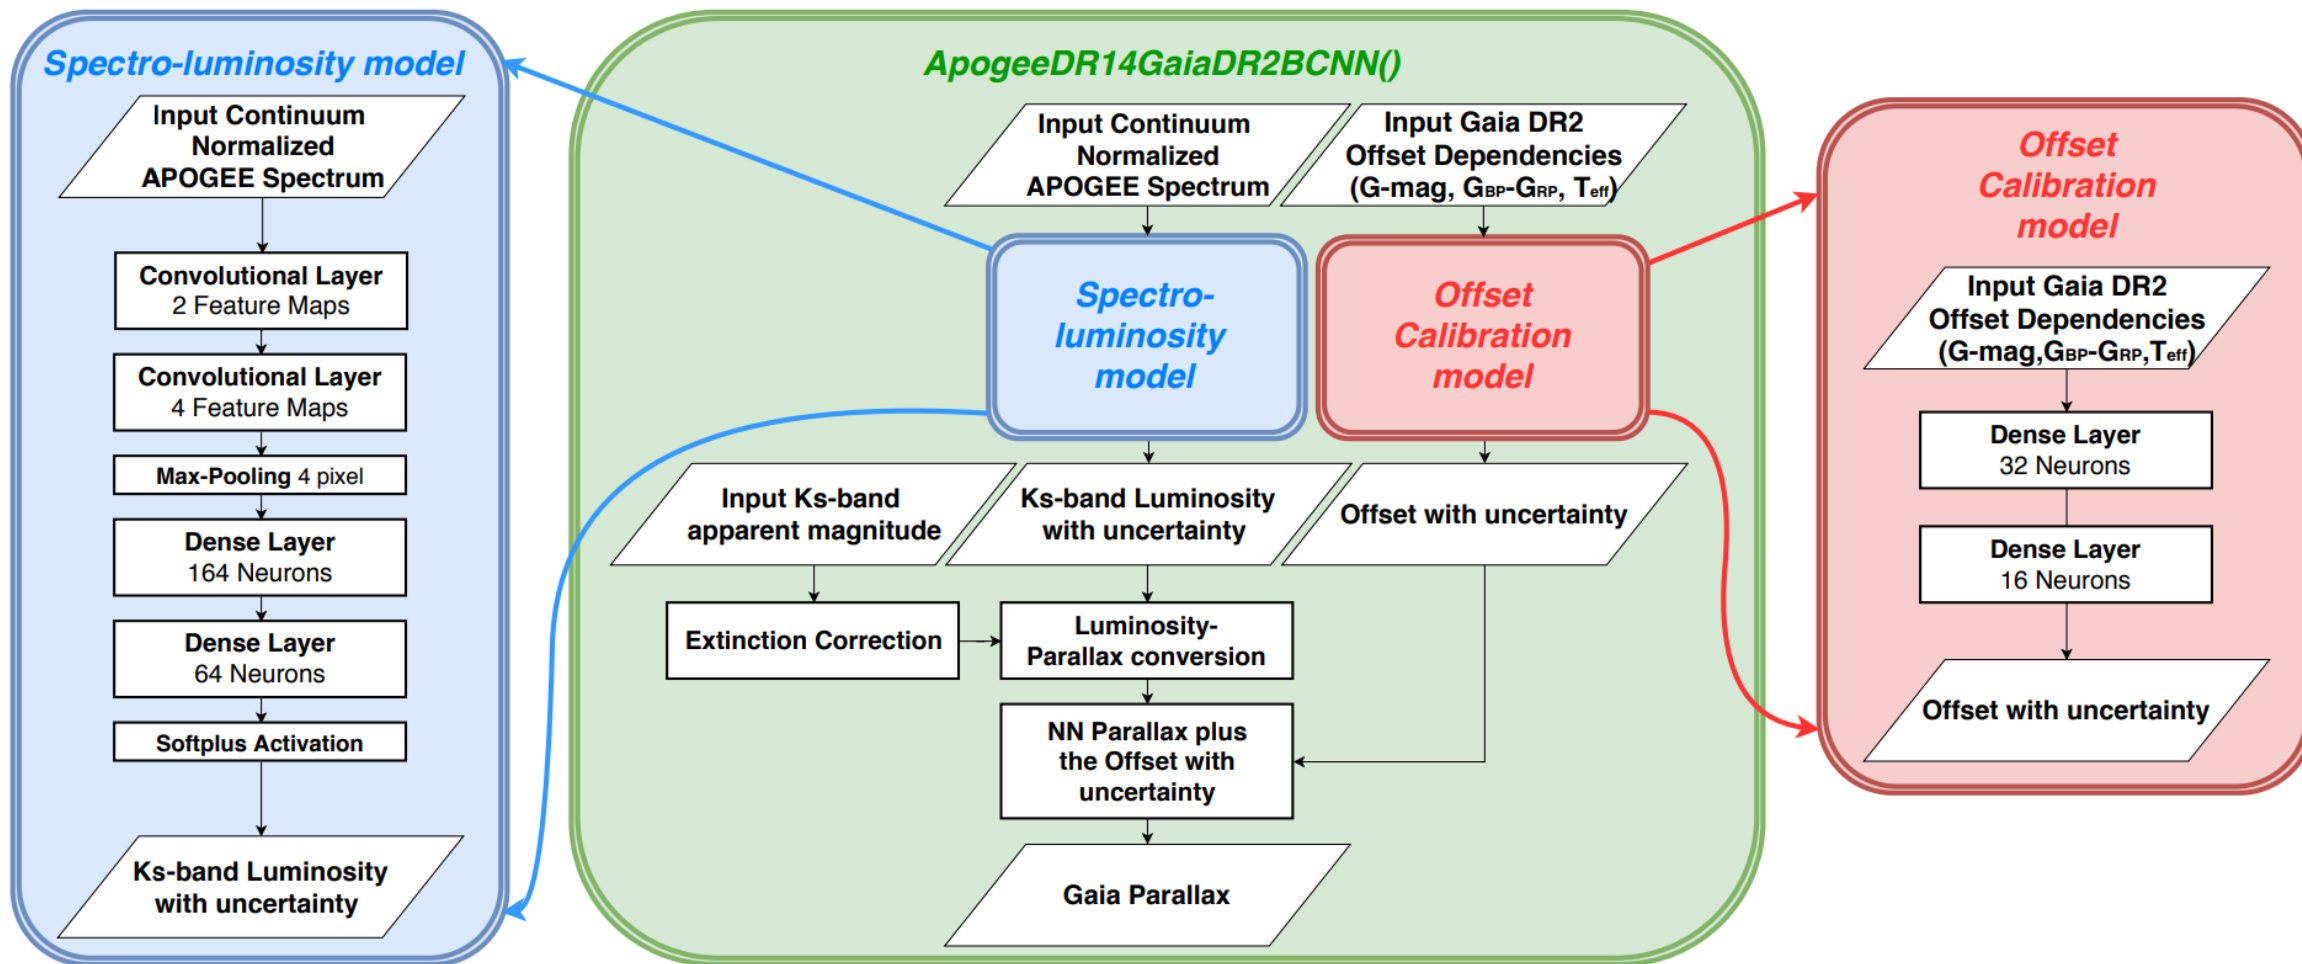 Spectro-luminosity model
Input Continuum
Normalized
APOGEE Spectrum
Convolutional Layer
2 Feature Maps
Convolutional Layer
4 Feature Maps
Max-Pooling 4 pixel
Dense Layer
164 Neurons
Dense Layer
64 Neurons
Softplus Activation
Ks-band Luminosity
with uncertainty
ApogeeDR14GaiaDR2BCNN()
Input Continuum
Normalized
APOGEE Spectrum
Input Gaia DR2
Offset Dependencies
(G-mag, GBP-GRP, Teff)
Spectro-
luminosity
model
Offset
Calibration
model
Input Ks-band
apparent magnitude
Ks-band Luminosity
with uncertainty
Offset with uncertainty
Extinction Correction
Luminosity-
Parallax conversion
NN Parallax plus
the Offset with
uncertainty
Gaia Parallax
Offset
Calibration
model
Input Gaia DR2
Offset Dependencies
(G-mag,GBP-GRP,Teff)
Dense Layer
32 Neurons
Dense Layer
16 Neurons
Offset with uncertainty